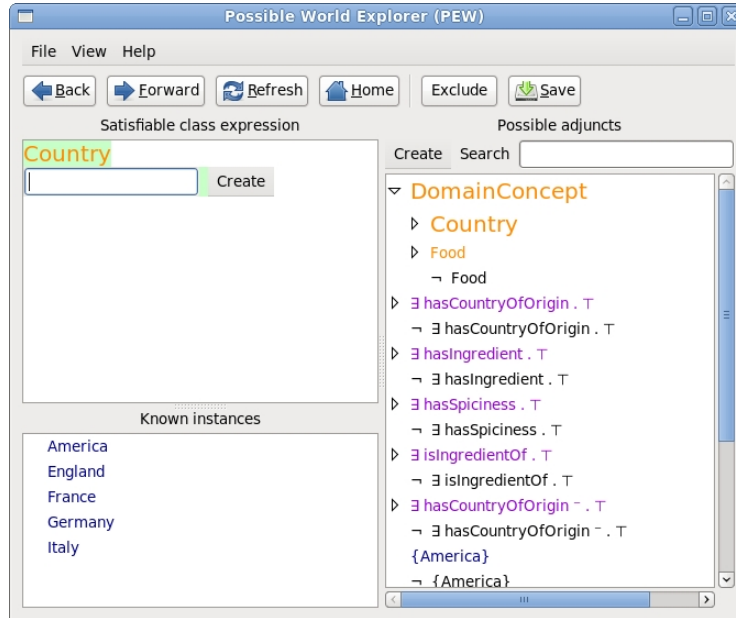 Possible World Explorer (PEW)
File View Help
Back Forward Refresh Home Exclude Save
Satisfiable class expression
Country
Create
Known instances
America
England
France
Germany
Italy
Possible adjuncts
Create Search
DomainConcept
Country
Food
¬ Food
∃ hasCountryOfOrigin . ⊤
¬ ∃ hasCountryOfOrigin . ⊤
∃ hasIngredient . ⊤
¬ ∃ hasIngredient . ⊤
∃ hasSpiciness . ⊤
¬ ∃ hasSpiciness . ⊤
∃ isIngredientOf . ⊤
¬ ∃ isIngredientOf . ⊤
∃ hasCountryOfOrigin ⁻ . ⊤
¬ ∃ hasCountryOfOrigin ⁻ . ⊤
{America}
¬ {America}